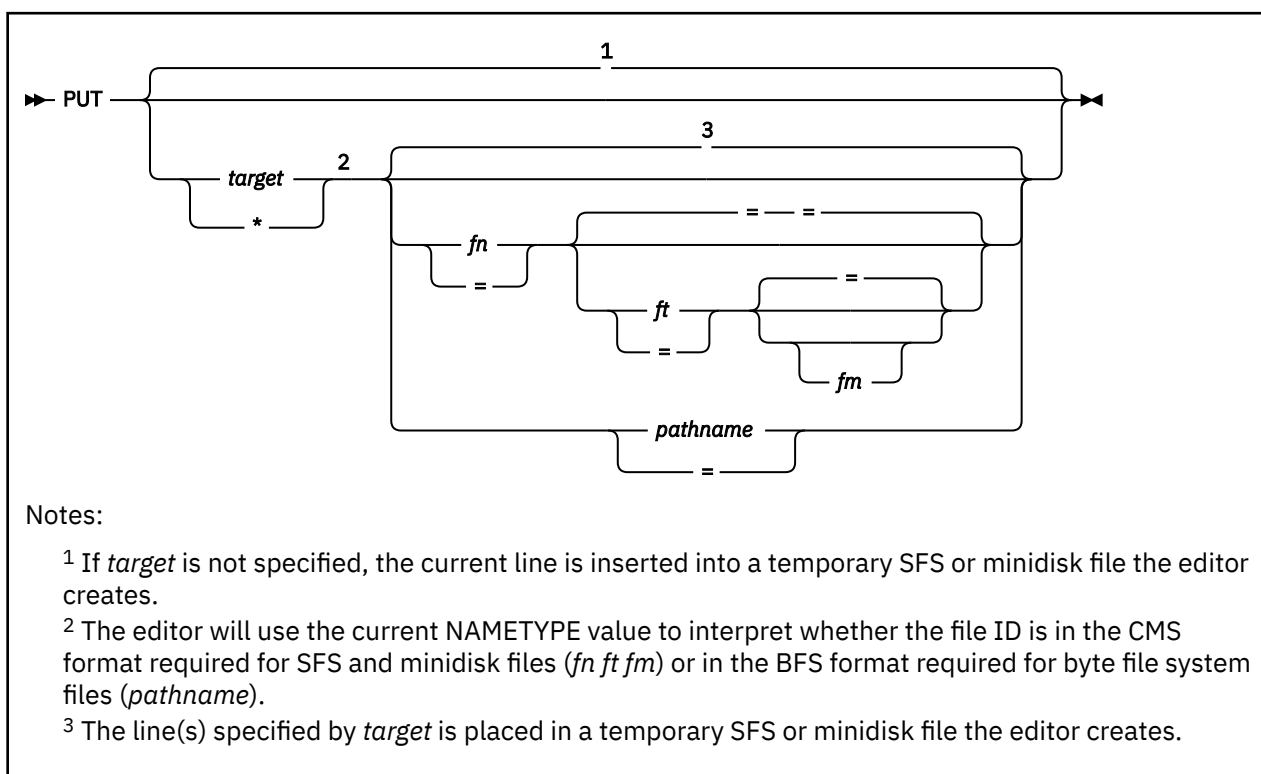 1
PUT
3
target 2
*
= =
fn
=
=
ft
=
fm
pathname
=
Notes:
1 If target is not specified, the current line is inserted into a temporary SFS or minidisk file the editor
creates.
2 The editor will use the current NAMETYPE value to interpret whether the file ID is in the CMS
format required for SFS and minidisk files (fn ft fm) or in the BFS format required for byte file system
files (pathname).
3 The line(s) specified by target is placed in a temporary SFS or minidisk file the editor creates.